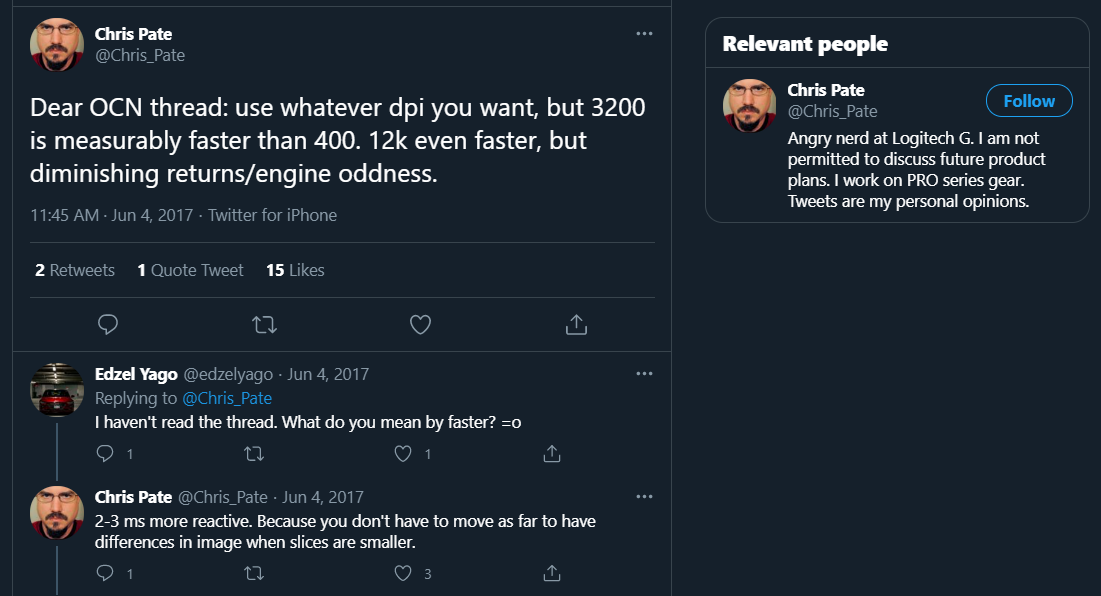 Chris Pate
@Chris_Pate
Dear OCN thread: use whatever dpi you want, but 3200
is measurably faster than 400. 12k even faster, but
diminishing returns/engine oddness.
11:45 AM · Jun 4, 2017 · Twitter for iPhone
2 Retweets 1 Quote Tweet 15 Likes
Edzel Yago @edzelyago · Jun 4, 2017
Replying to @Chris_Pate
I haven't read the thread. What do you mean by faster? =o
1 1
Chris Pate @Chris_Pate · Jun 4, 2017
2-3 ms more reactive. Because you don't have to move as far to have
differences in image when slices are smaller.
1 3
Relevant people
Chris Pate
@Chris_Pate
Follow
Angry nerd at Logitech G. I am not
permitted to discuss future product
plans. I work on PRO series gear.
Tweets are my personal opinions.